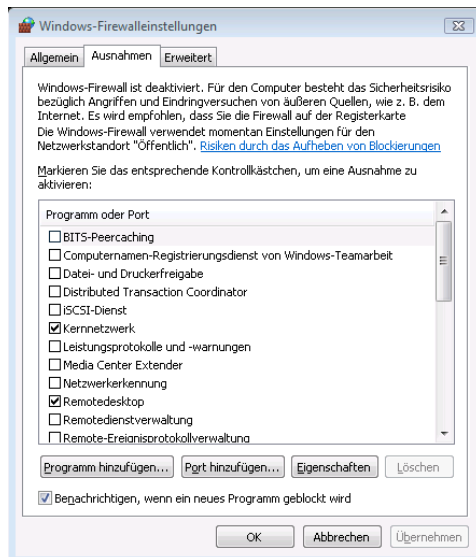 Windows-Firewalleinstellungen
Allgemein Ausnahmen Erweitert
Windows-Firewall ist deaktiviert. Für den Computer besteht das Sicherheitsrisiko
bezüglich Angriffen und Eindringversuchen von äußeren Quellen, wie z. B. dem
Internet. Es wird empfohlen, dass Sie die Firewall auf der Registerkarte
Die Windows-Firewall verwendet momentan Einstellungen für den
Netzwerkstandort "Öffentlich". Risiken durch das Aufheben von Blockierungen
Markieren Sie das entsprechende Kontrollkästchen, um eine Ausnahme zu
aktivieren:
Programm oder Port
BITS-Peercaching
Computernamen-Registrierungsdienst von Windows-Teamarbeit
Datei- und Druckerfreigabe
Distributed Transaction Coordinator
iSCSI-Dienst
Kernnetzwerk
Leistungsprotokolle und -warnungen
Media Center Extender
Netzwerkerkennung
Remotedesktop
Remotedienstverwaltung
Remote-Ereignisprotokollverwaltung
Programm hinzufügen... Port hinzufügen... Eigenschaften Löschen
Benachrichtigen, wenn ein neues Programm geblockt wird
OK Abbrechen Übernehmen